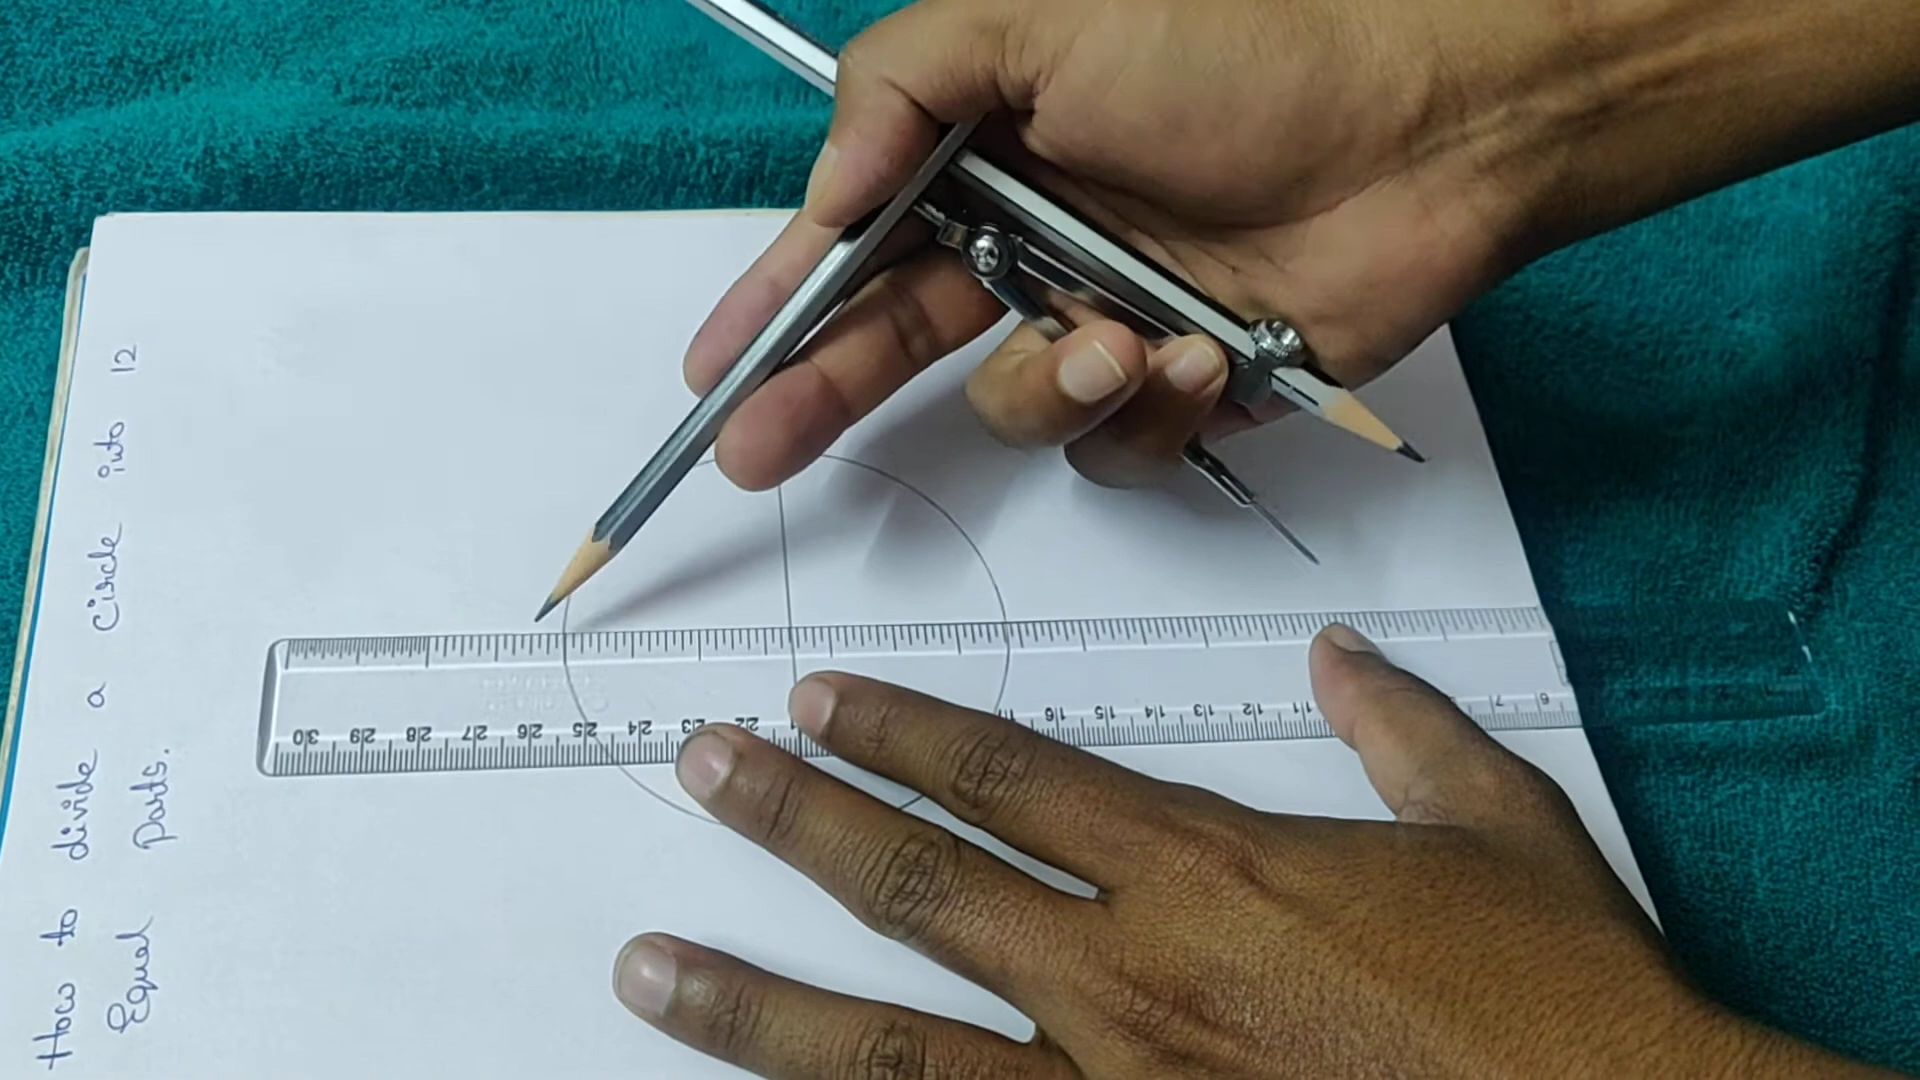 How to divide a circle into 12
Equal parts.
30 29 28 27 26 25 24 23 22 16 15 14 13 12 11 7 6